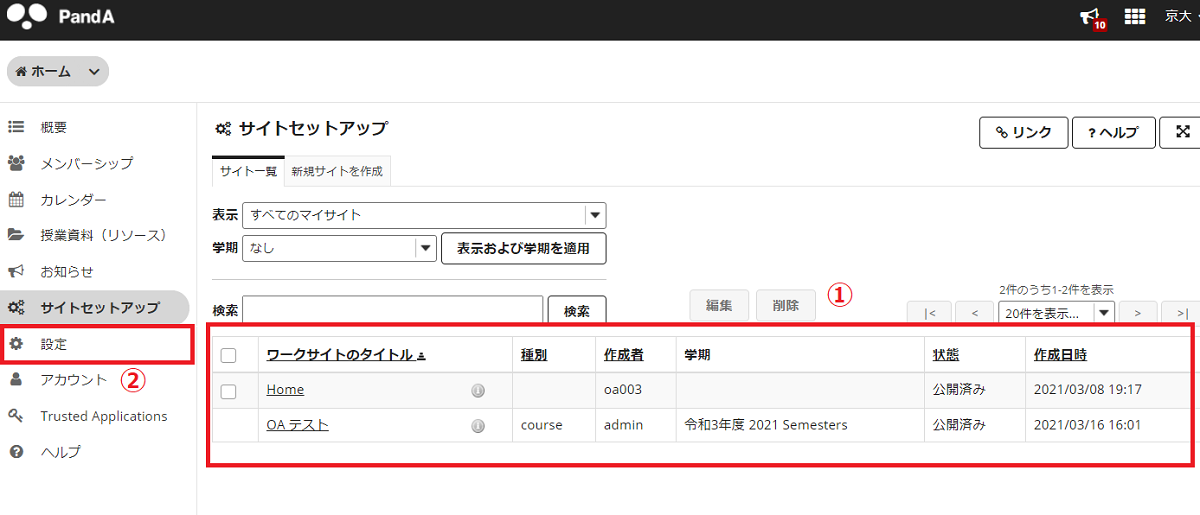 PandA
10
京大
ホーム
概要
メンバーシップ
カレンダー
授業資料（リソース）
お知らせ
サイトセットアップ
設定
アカウント
②
Trusted Applications
ヘルプ
サイトセットアップ
リンク
? ヘルプ
サイト一覧
新規サイトを作成
表示
すべてのマイサイト
学期
なし
表示および学期を適用
検索
検索
編集
削除
①
2件のうち1-2件を表示
|<
<
20件を表示...
>
>|
ワークサイトのタイトル 種別 作成者 学期 状態 作成日時
Home oa003 公開済み 2021/03/08 19:17
OA テスト course admin 令和3年度 2021 Semesters 公開済み 2021/03/16 16:01